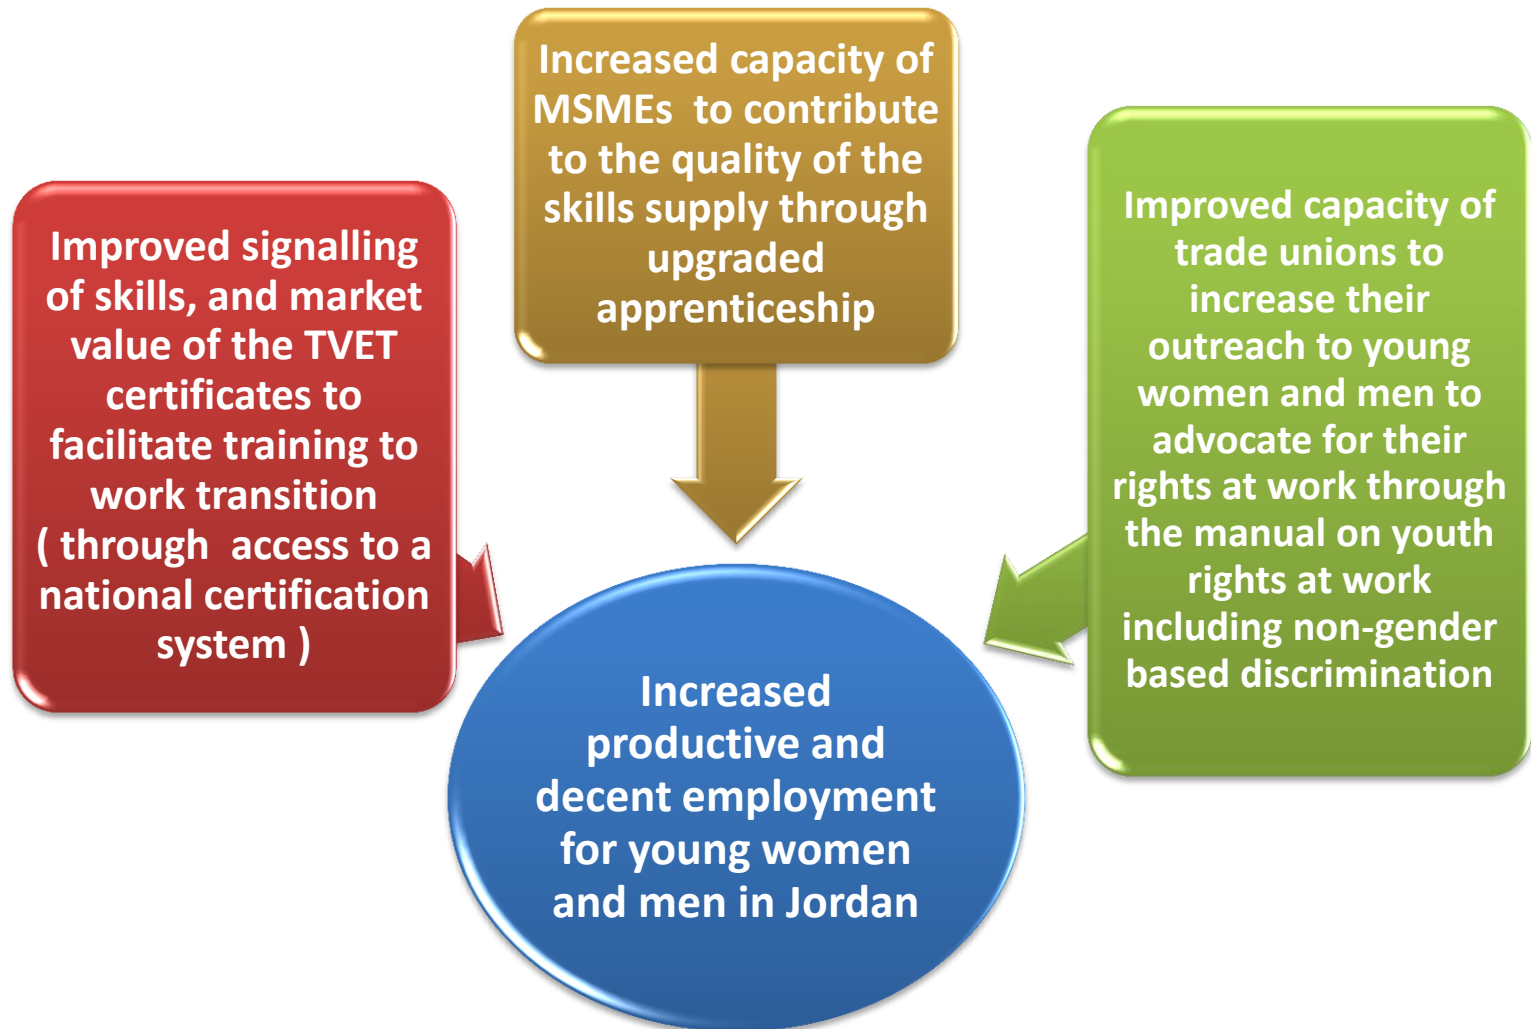 Improved signalling
of skills, and market
value of the TVET
certificates to
facilitate training to
work transition
( through  access to a
national certification
system )
Increased capacity of
MSMEs  to contribute
to the quality of the
skills supply through
upgraded
apprenticeship
Improved capacity of
trade unions to
increase their
outreach to young
women and men to
advocate for their
rights at work through
the manual on youth
rights at work
including non-gender
based discrimination
Increased
productive and
decent employment
for young women
and men in Jordan